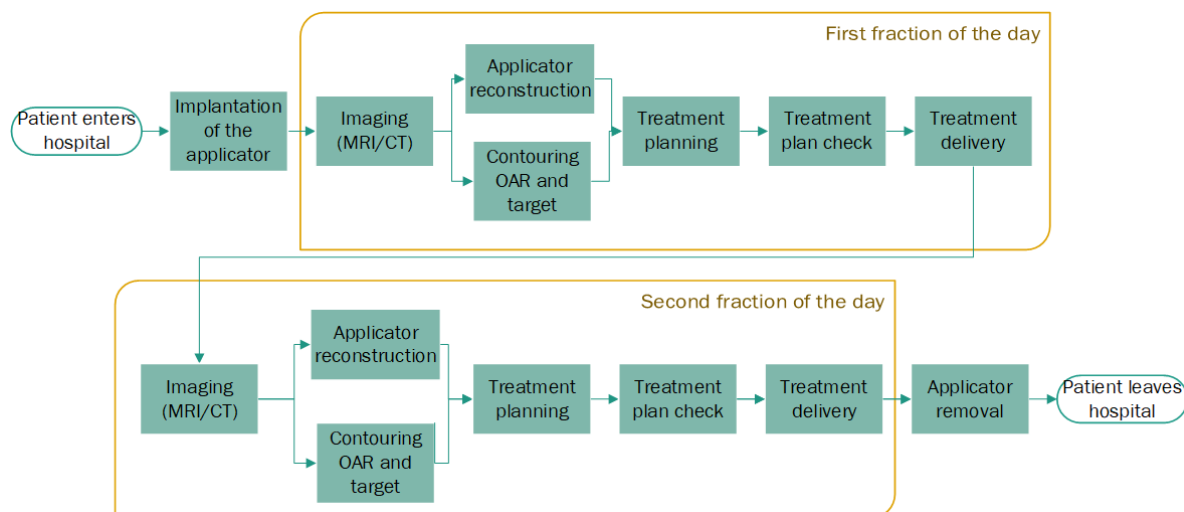 First fraction of the day
Patient enters
hospital
Implantation
of the
applicator
Imaging
(MRI/CT)
Applicator
reconstruction
Contouring
OAR and
target
Treatment
planning
Treatment
plan check
Treatment
delivery
Second fraction of the day
Imaging
(MRI/CT)
Applicator
reconstruction
Contouring
OAR and
target
Treatment
planning
Treatment
plan check
Treatment
delivery
Applicator
removal
Patient leaves
hospital